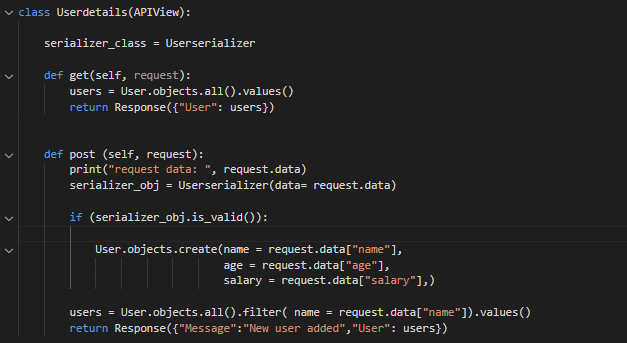 class Userdetails(APIView):
serializer_class = Userserializer
def get(self, request):
users = User.objects.all().values()
return Response({"User": users})
def post (self, request):
print("request data: ", request.data)
serializer_obj = Userserializer(data= request.data)
if (serializer_obj.is_valid()):
User.objects.create(name = request.data["name"],
age = request.data["age"],
salary = request.data["salary"],)
users = User.objects.all().filter( name = request.data["name"]).values()
return Response({"Message":"New user added","User": users})